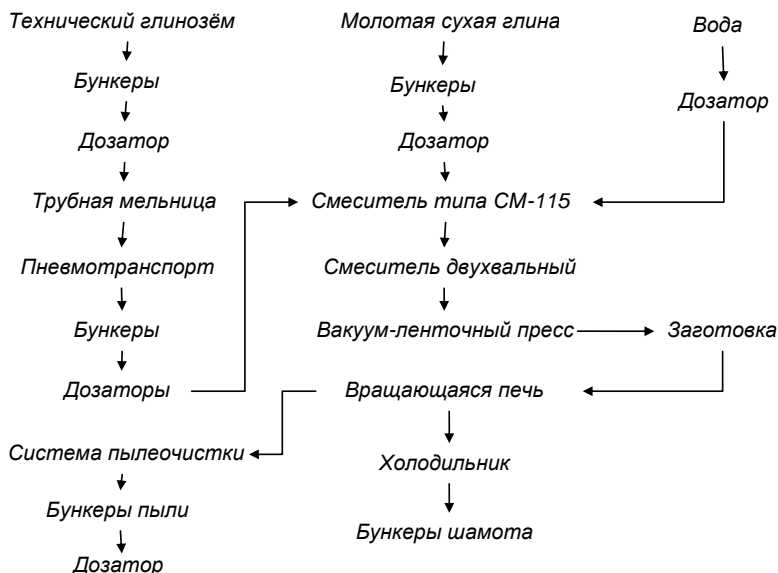 Технический глинозём
Молотая сухая глина
Вода
Бункеры
Бункеры
Дозатор
Дозатор
Дозатор
Трубная мельница
Смеситель типа СМ-115
Пневмотранспорт
Смеситель двухвальный
Бункеры
Вакуум-ленточный пресс
Заготовка
Дозаторы
Вращающаяся печь
Система пылеочистки
Холодильник
Бункеры пыли
Бункеры шамота
Дозатор